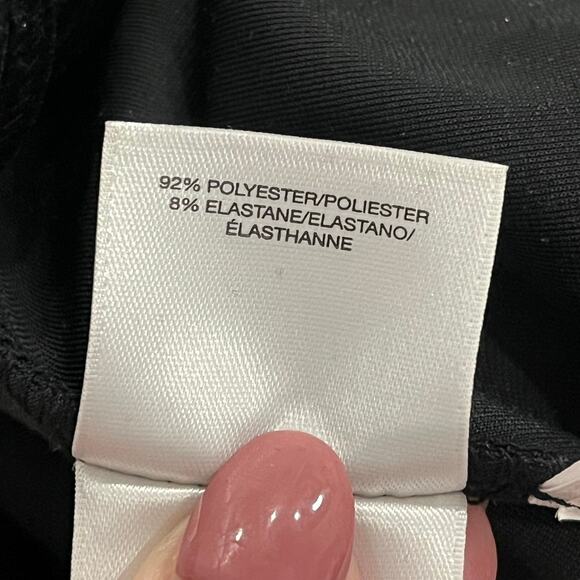 92% POLYESTER/POLIESTER
8% ELASTANE/ELASTANO/
ÉLASTHANNE